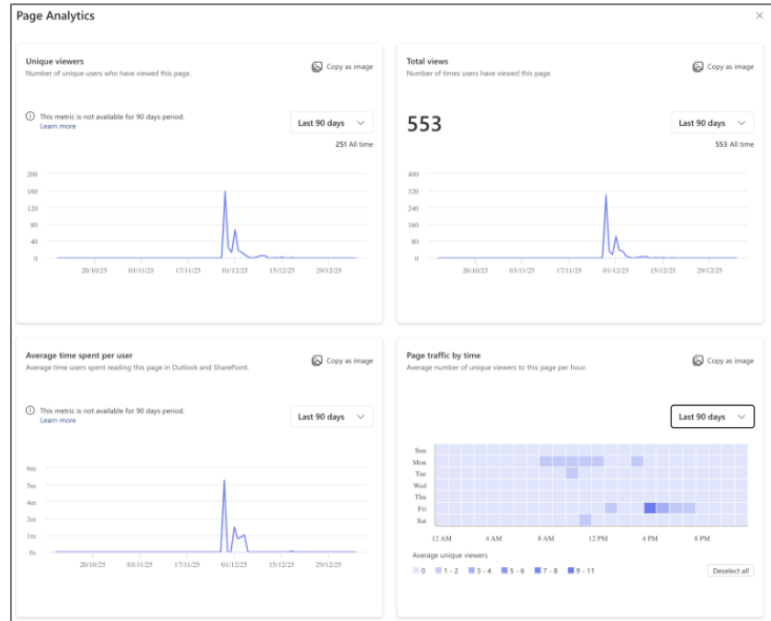 Page Analytics
Unique viewers
Number of unique users who have viewed this page.
Copy as image
This metric is not available for 90 days period.
Learn more
Last 90 days
251 All time
200
160
120
80
40
0
20/10/25 03/11/25 17/11/25 01/12/25 15/12/25 29/12/25
Total views
Number of times users have viewed this page.
Copy as image
553
Last 90 days
553 All time
400
320
240
160
80
0
20/10/25 03/11/25 17/11/25 01/12/25 15/12/25 29/12/25
Average time spent per user
Average time users spent reading this page in Outlook and SharePoint.
Copy as image
This metric is not available for 90 days period.
Learn more
Last 90 days
6m
5m
4m
3m
2m
1m
0s
20/10/25 03/11/25 17/11/25 01/12/25 15/12/25 29/12/25
Page traffic by time
Average number of unique viewers to this page per hour.
Copy as image
Last 90 days
Sun
Mon
Tue
Wed
Thu
Fri
Sat
12 AM 4 AM 8 AM 12 PM 4 PM 8 PM
Average unique viewers
0 1 - 2 3 - 4 5 - 6 7 - 8 9 - 11
Deselect all